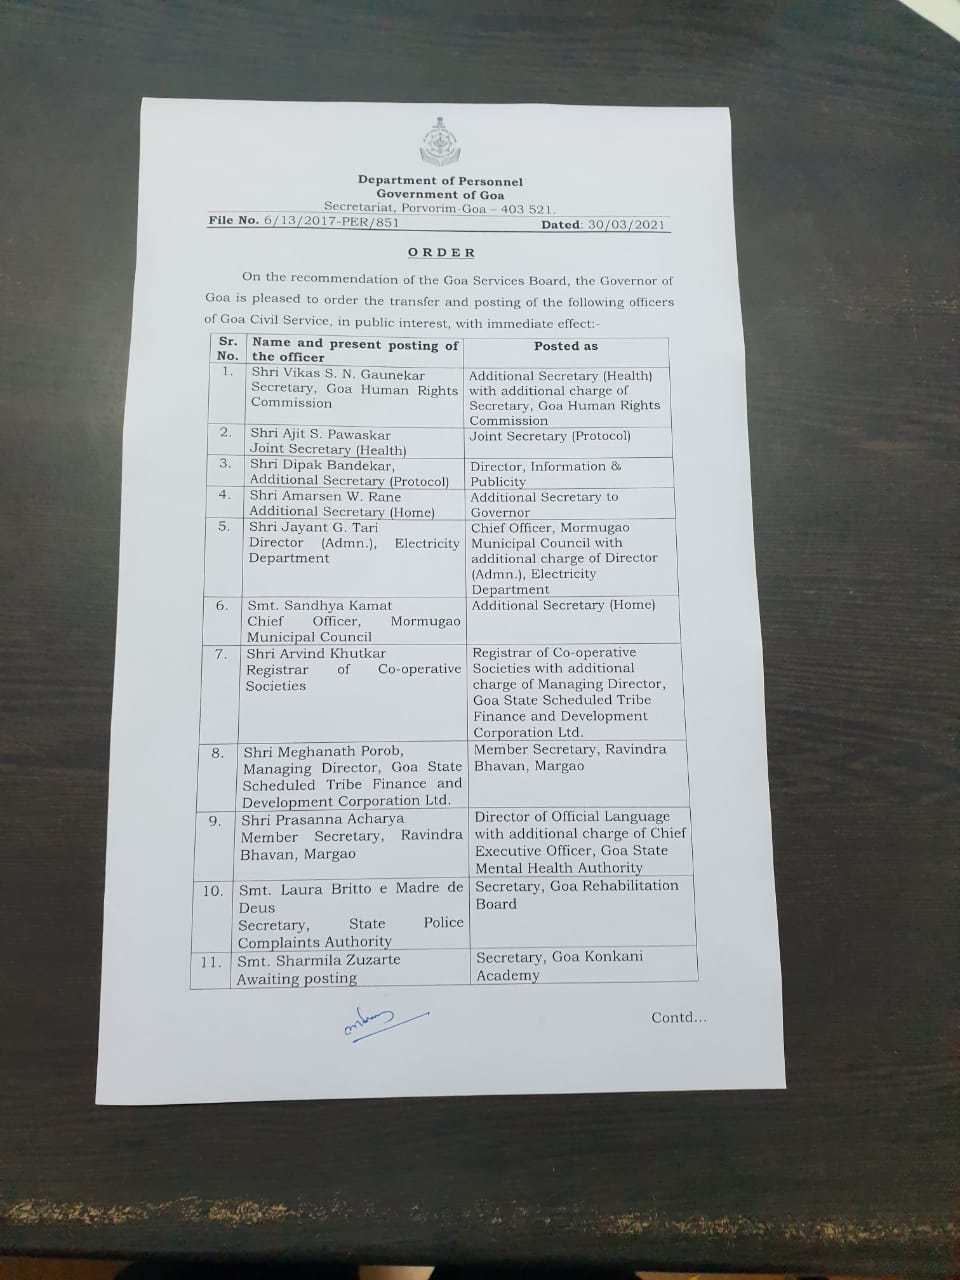 Department of Personnel
Government of Goa
Secretariat, Porvorim-Goa – 403 521.
File No. 6/13/2017-PER/851 Dated: 30/03/2021
ORDER
On the recommendation of the Goa Services Board, the Governor of
Goa is pleased to order the transfer and posting of the following officers
of Goa Civil Service, in public interest, with immediate effect:-
Sr. No.
Name and present posting of
the officer
Posted as
1.
Shri Vikas S. N. Gaunekar
Secretary, Goa Human Rights
Commission
Additional Secretary (Health)
with additional charge of
Secretary, Goa Human Rights
Commission
2.
Shri Ajit S. Pawaskar
Joint Secretary (Health)
Joint Secretary (Protocol)
3.
Shri Dipak Bandekar,
Additional Secretary (Protocol)
Director, Information &
Publicity
4.
Shri Amarsen W. Rane
Additional Secretary (Home)
Additional Secretary to
Governor
5.
Shri Jayant G. Tari
Director (Admn.), Electricity
Department
Chief Officer, Mormugao
Municipal Council with
additional charge of Director
(Admn.), Electricity
Department
6.
Smt. Sandhya Kamat
Chief Officer, Mormugao
Municipal Council
Additional Secretary (Home)
7.
Shri Arvind Khutkar
Registrar of Co-operative
Societies
Registrar of Co-operative
Societies with additional
charge of Managing Director,
Goa State Scheduled Tribe
Finance and Development
Corporation Ltd.
8.
Shri Meghanath Porob,
Managing Director, Goa State
Scheduled Tribe Finance and
Development Corporation Ltd.
Member Secretary, Ravindra
Bhavan, Margao
9.
Shri Prasanna Acharya
Member Secretary, Ravindra
Bhavan, Margao
Director of Official Language
with additional charge of Chief
Executive Officer, Goa State
Mental Health Authority
10.
Smt. Laura Britto e Madre de
Deus
Secretary, State Police
Complaints Authority
Secretary, Goa Rehabilitation
Board
11.
Smt. Sharmila Zuzarte
Awaiting posting
Secretary, Goa Konkani
Academy
Contd...